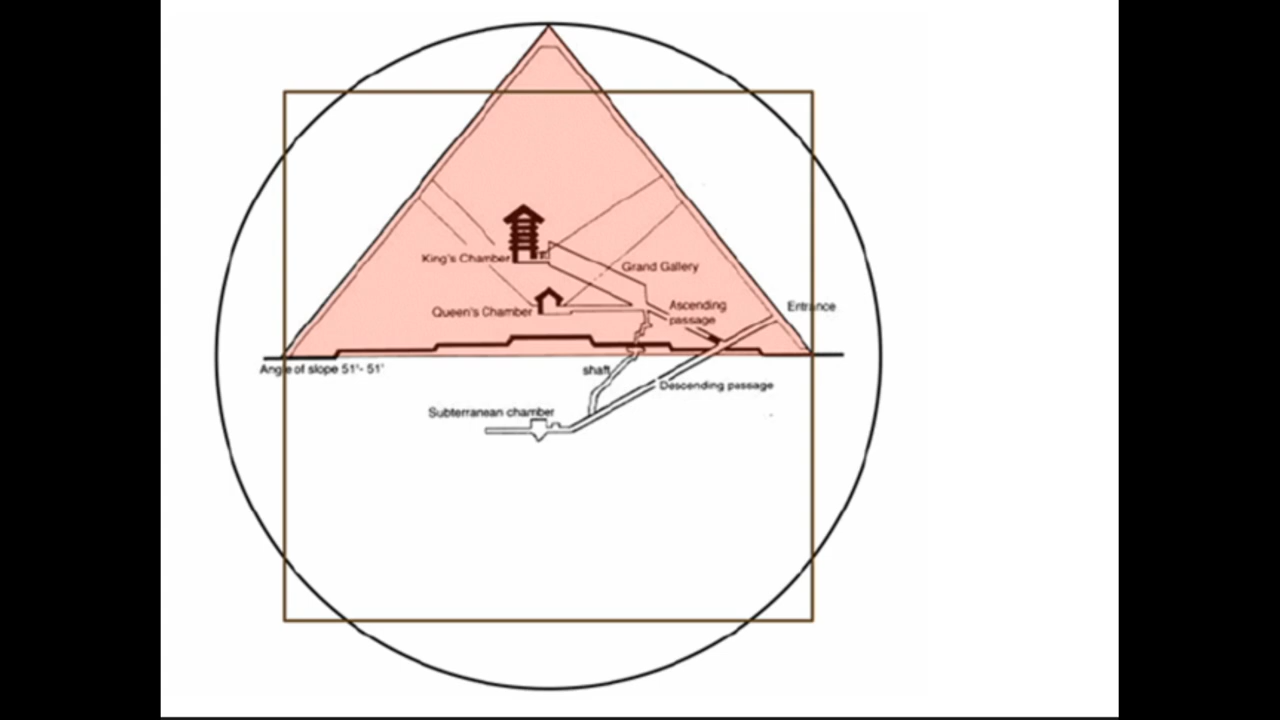 King's Chamber
Grand Gallery
Queen's Chamber
Ascending
passage
Entrance
Angle of slope 51'- 51'
shaft
Descending passage
Subterranean chamber